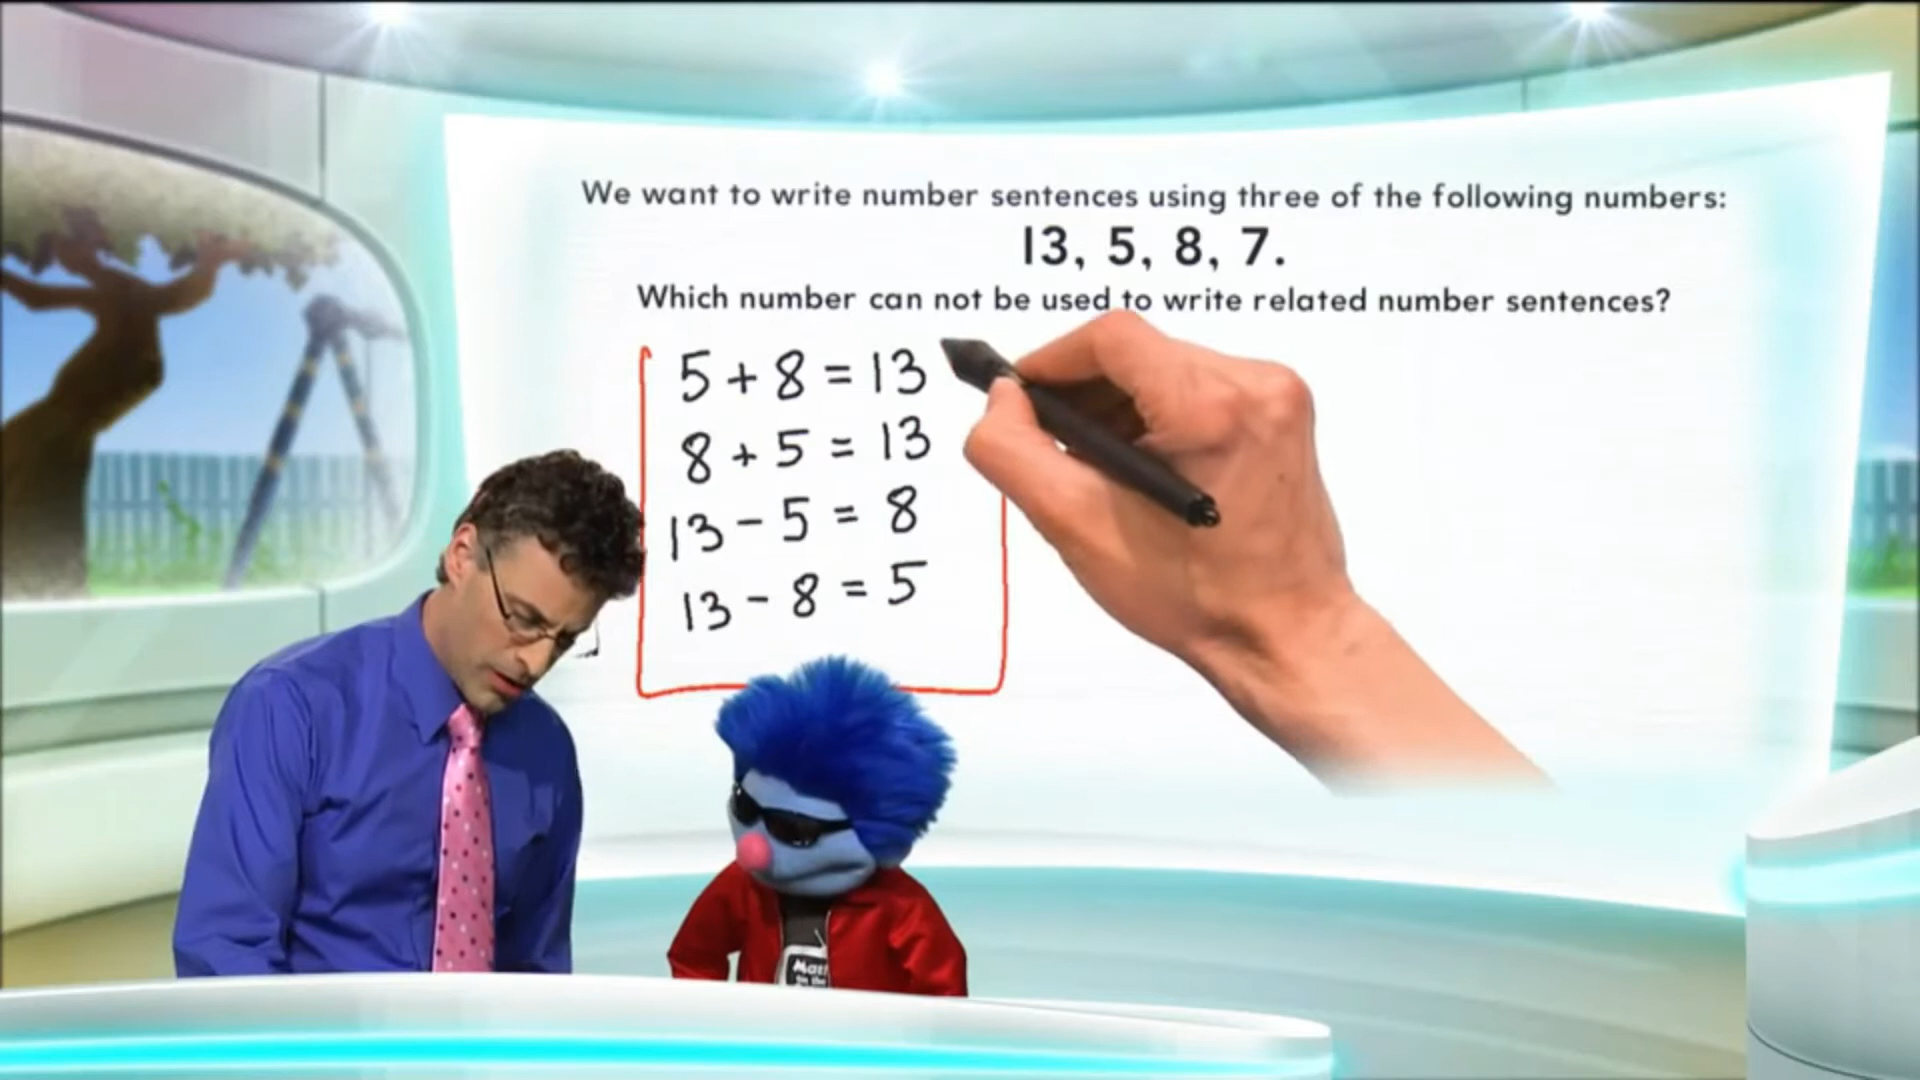 We want to write number sentences using three of the following numbers:
13, 5, 8, 7.
Which number can not be used to write related number sentences?
5 + 8 = 13
8 + 5 = 13
13 - 5 = 8
13 - 8 = 5